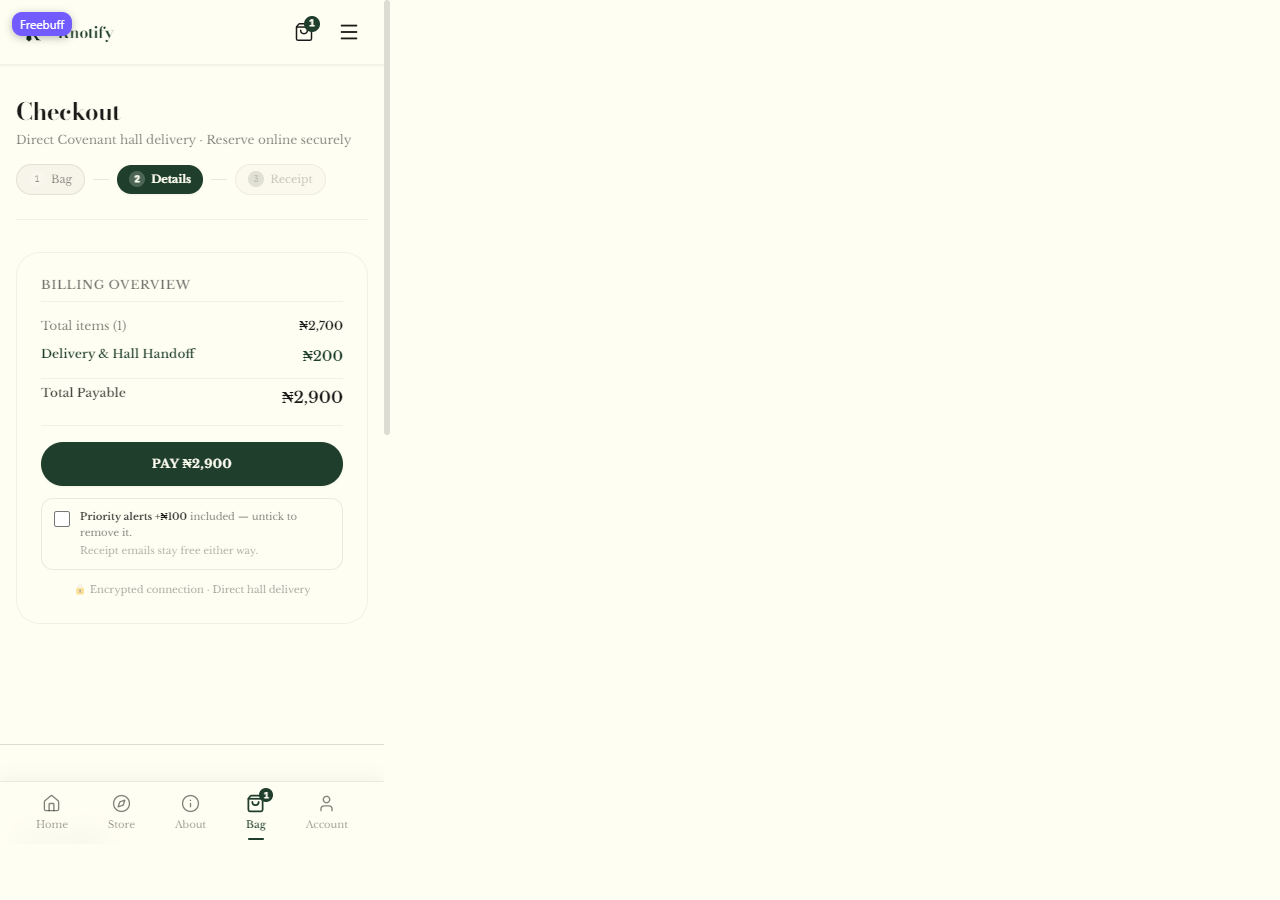 Freebuff
Knotify
1
Checkout
Direct Covenant hall delivery · Reserve online securely
1 Bag
2 Details
3 Receipt
BILLING OVERVIEW
Total items (1) ₦2,700
Delivery & Hall Handoff ₦200
Total Payable ₦2,900
PAY ₦2,900
Priority alerts +₦100 included — untick to
remove it.
Receipt emails stay free either way.
Encrypted connection · Direct hall delivery
1
Home Store About Bag Account